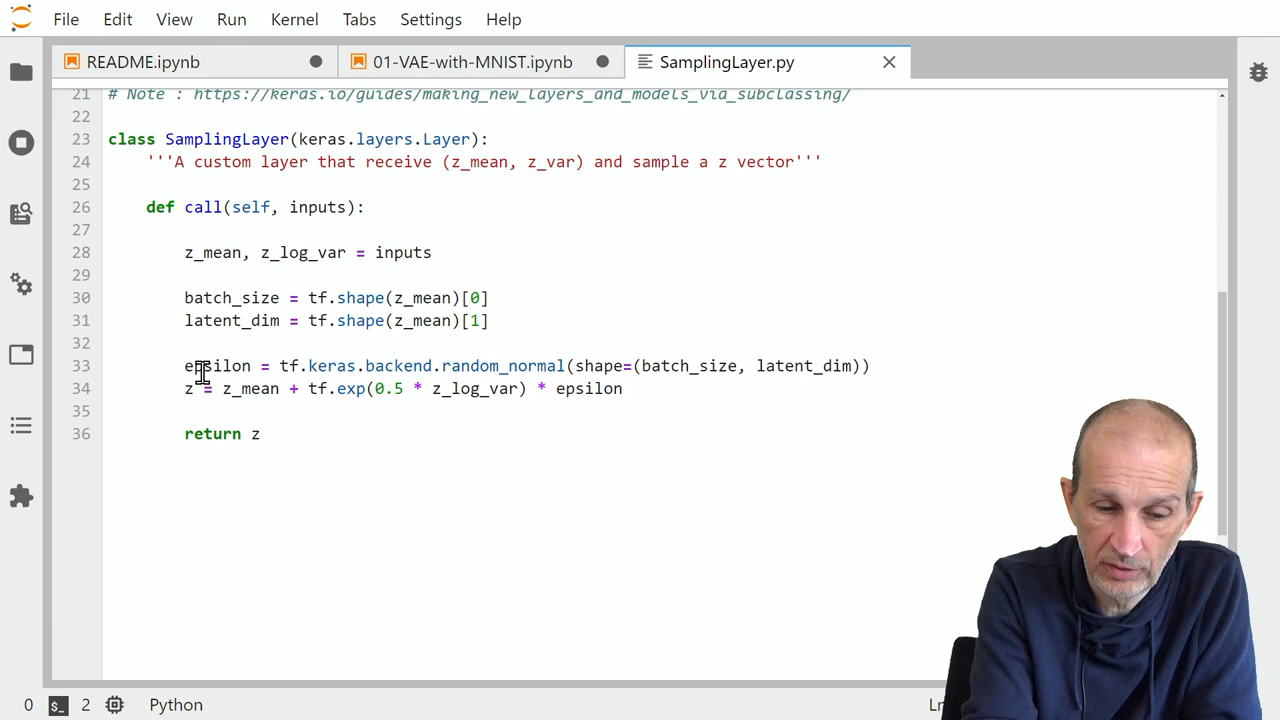 File Edit View Run Kernel Tabs Settings Help
README.ipynb 01-VAE-with-MNIST.ipynb SamplingLayer.py
21 # Note : https://keras.io/guides/making_new_layers_and_models_via_subclassing/
22
23 class SamplingLayer(keras.layers.Layer):
24 '''A custom layer that receive (z_mean, z_var) and sample a z vector'''
25
26 def call(self, inputs):
27
28 z_mean, z_log_var = inputs
29
30 batch_size = tf.shape(z_mean)[0]
31 latent_dim = tf.shape(z_mean)[1]
32
33 epsilon = tf.keras.backend.random_normal(shape=(batch_size, latent_dim))
34 z = z_mean + tf.exp(0.5 * z_log_var) * epsilon
35
36 return z
0 $_ 2 Python Ln